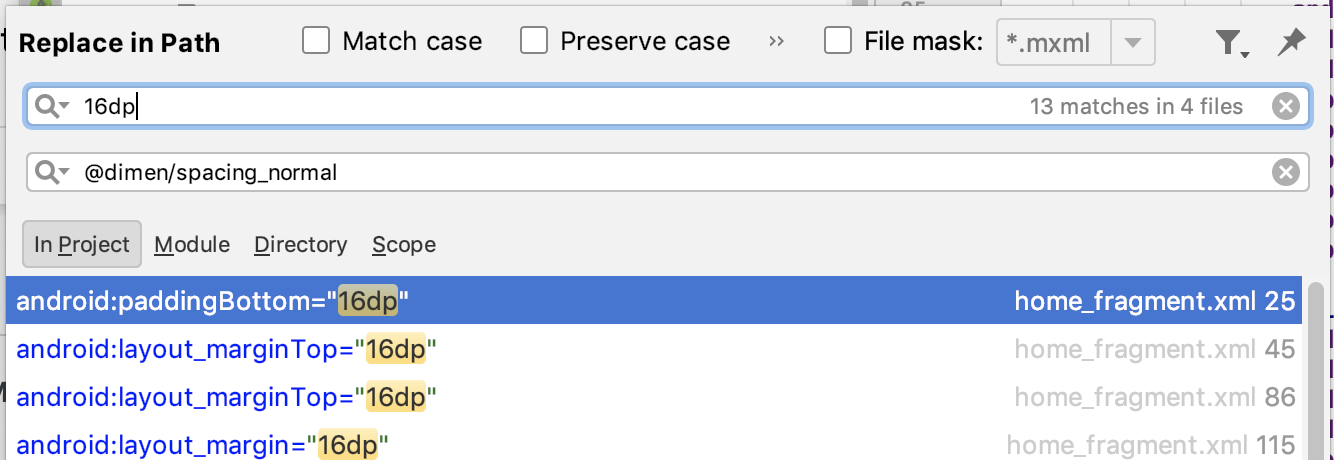 Replace in Path Match case Preserve case >> File mask: *.mxml
16dp 13 matches in 4 files
@dimen/spacing_normal
In Project Module Directory Scope
android:paddingBottom="16dp" home_fragment.xml 25
android:layout_marginTop="16dp" home_fragment.xml 45
android:layout_marginTop="16dp" home_fragment.xml 86
android:layout_margin="16dp" home_fragment.xml 115